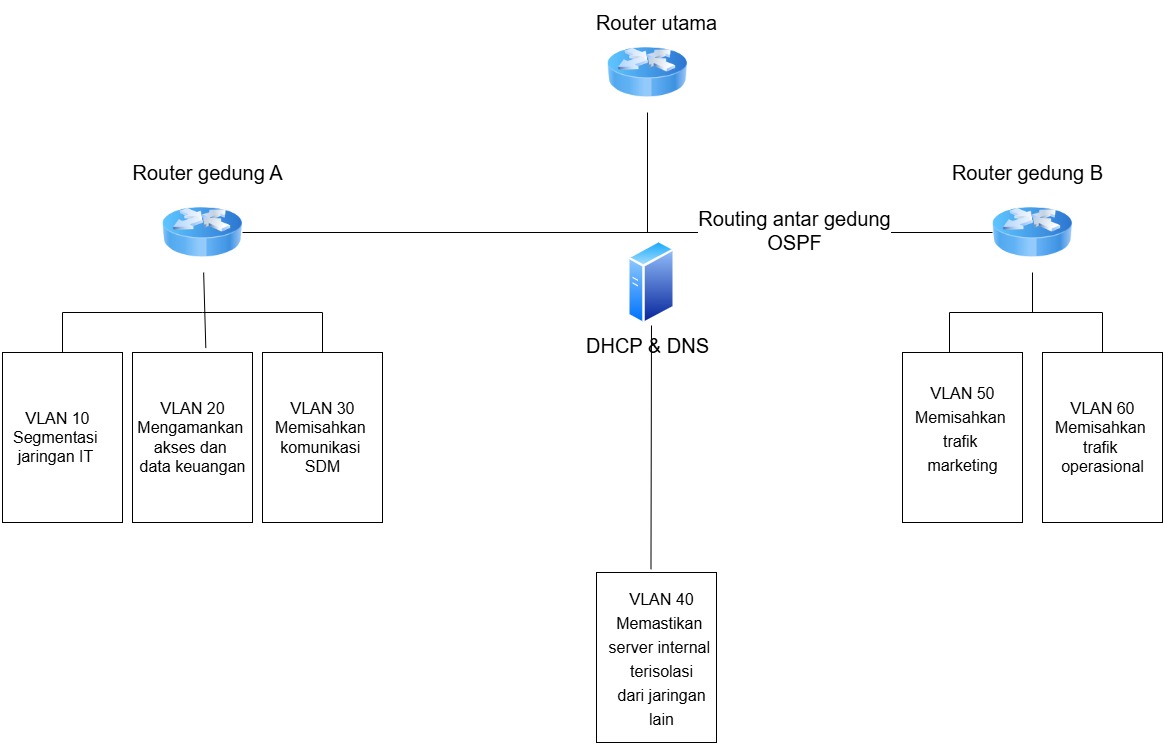 Router utama
Router gedung A
Router gedung B
Routing antar gedung
OSPF
DHCP & DNS
VLAN 10
Segmentasi
jaringan IT
VLAN 20
Mengamankan
akses dan
data keuangan
VLAN 30
Memisahkan
komunikasi
SDM
VLAN 50
Memisahkan
trafik
marketing
VLAN 60
Memisahkan
trafik
operasional
VLAN 40
Memastikan
server internal
terisolasi
dari jaringan
lain